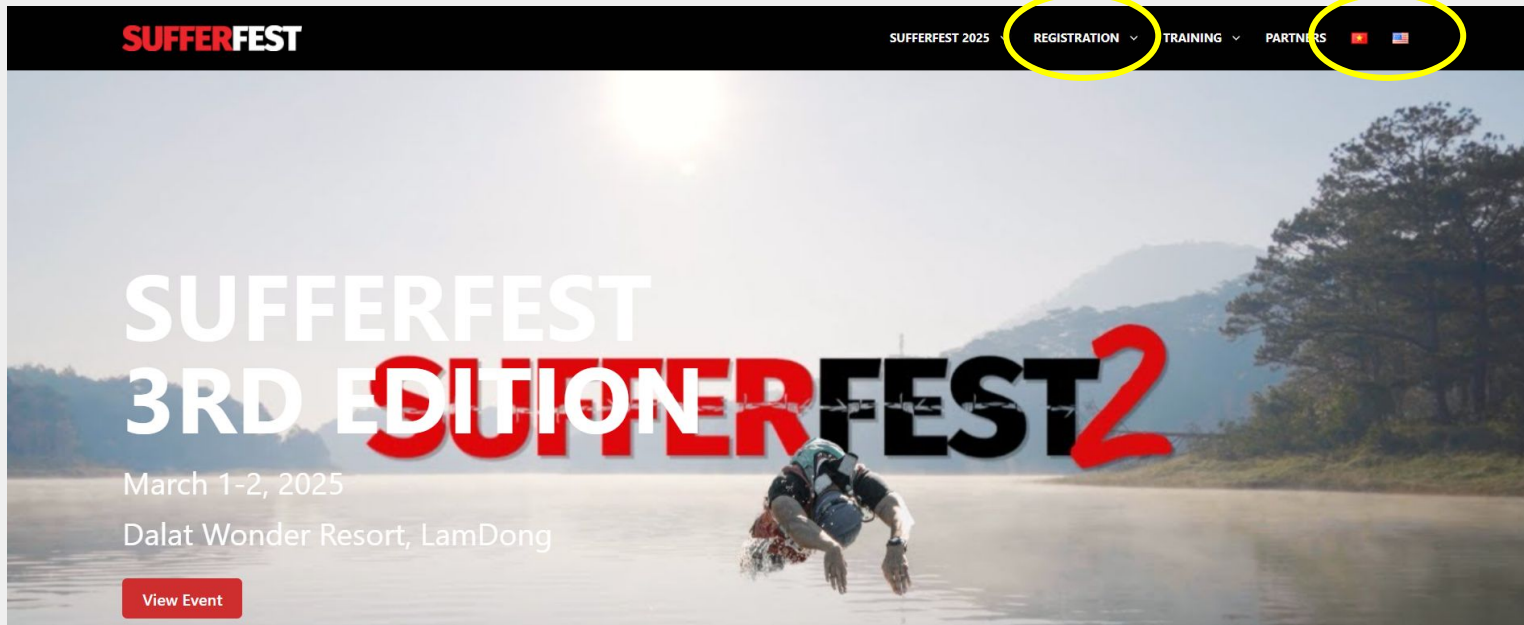 SUFFERFEST
SUFFERFEST 2025
REGISTRATION
TRAINING
PARTNERS
SUFFERFEST
3RD EDITION
SUFFERFEST2
March 1-2, 2025
Dalat Wonder Resort, LamDong
View Event